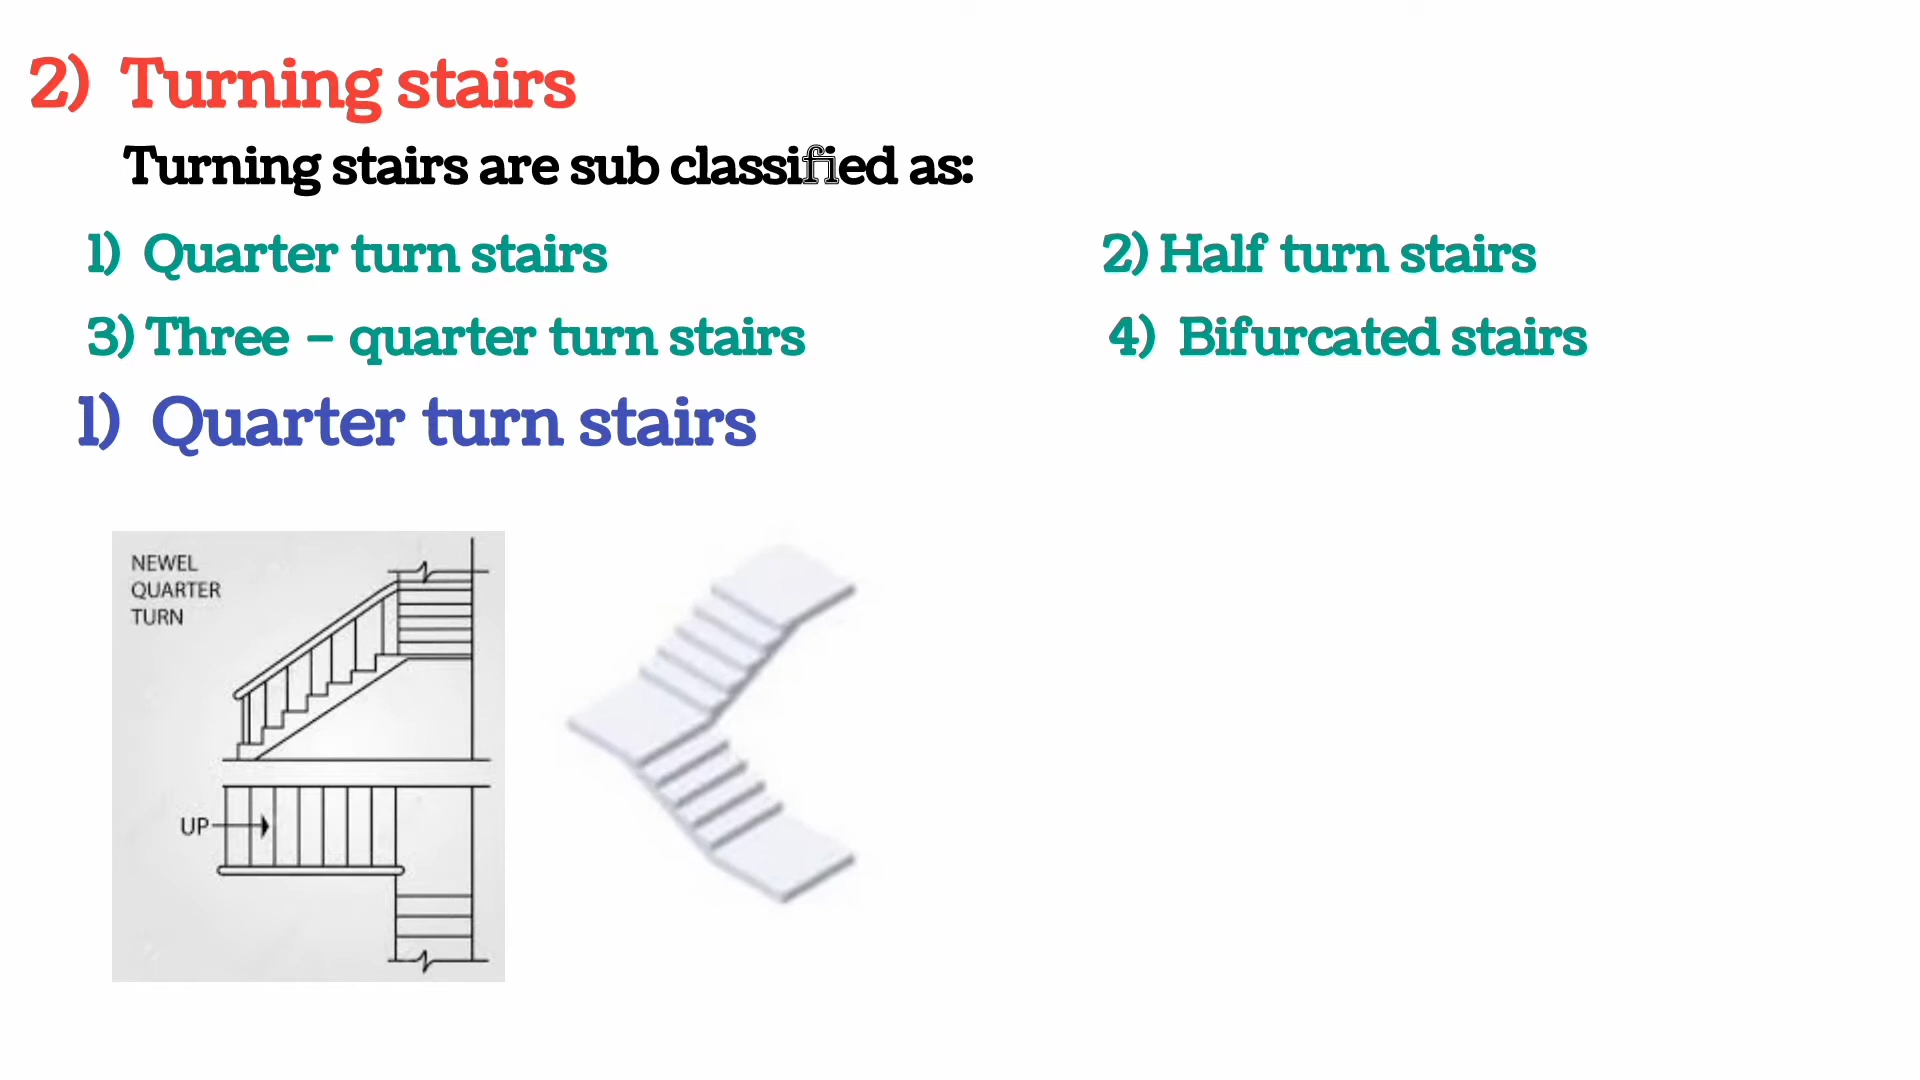 2) Turning stairs
Turning stairs are sub classified as:
1) Quarter turn stairs
2) Half turn stairs
3) Three – quarter turn stairs
4) Bifurcated stairs
1) Quarter turn stairs
NEWEL
QUARTER
TURN
UP